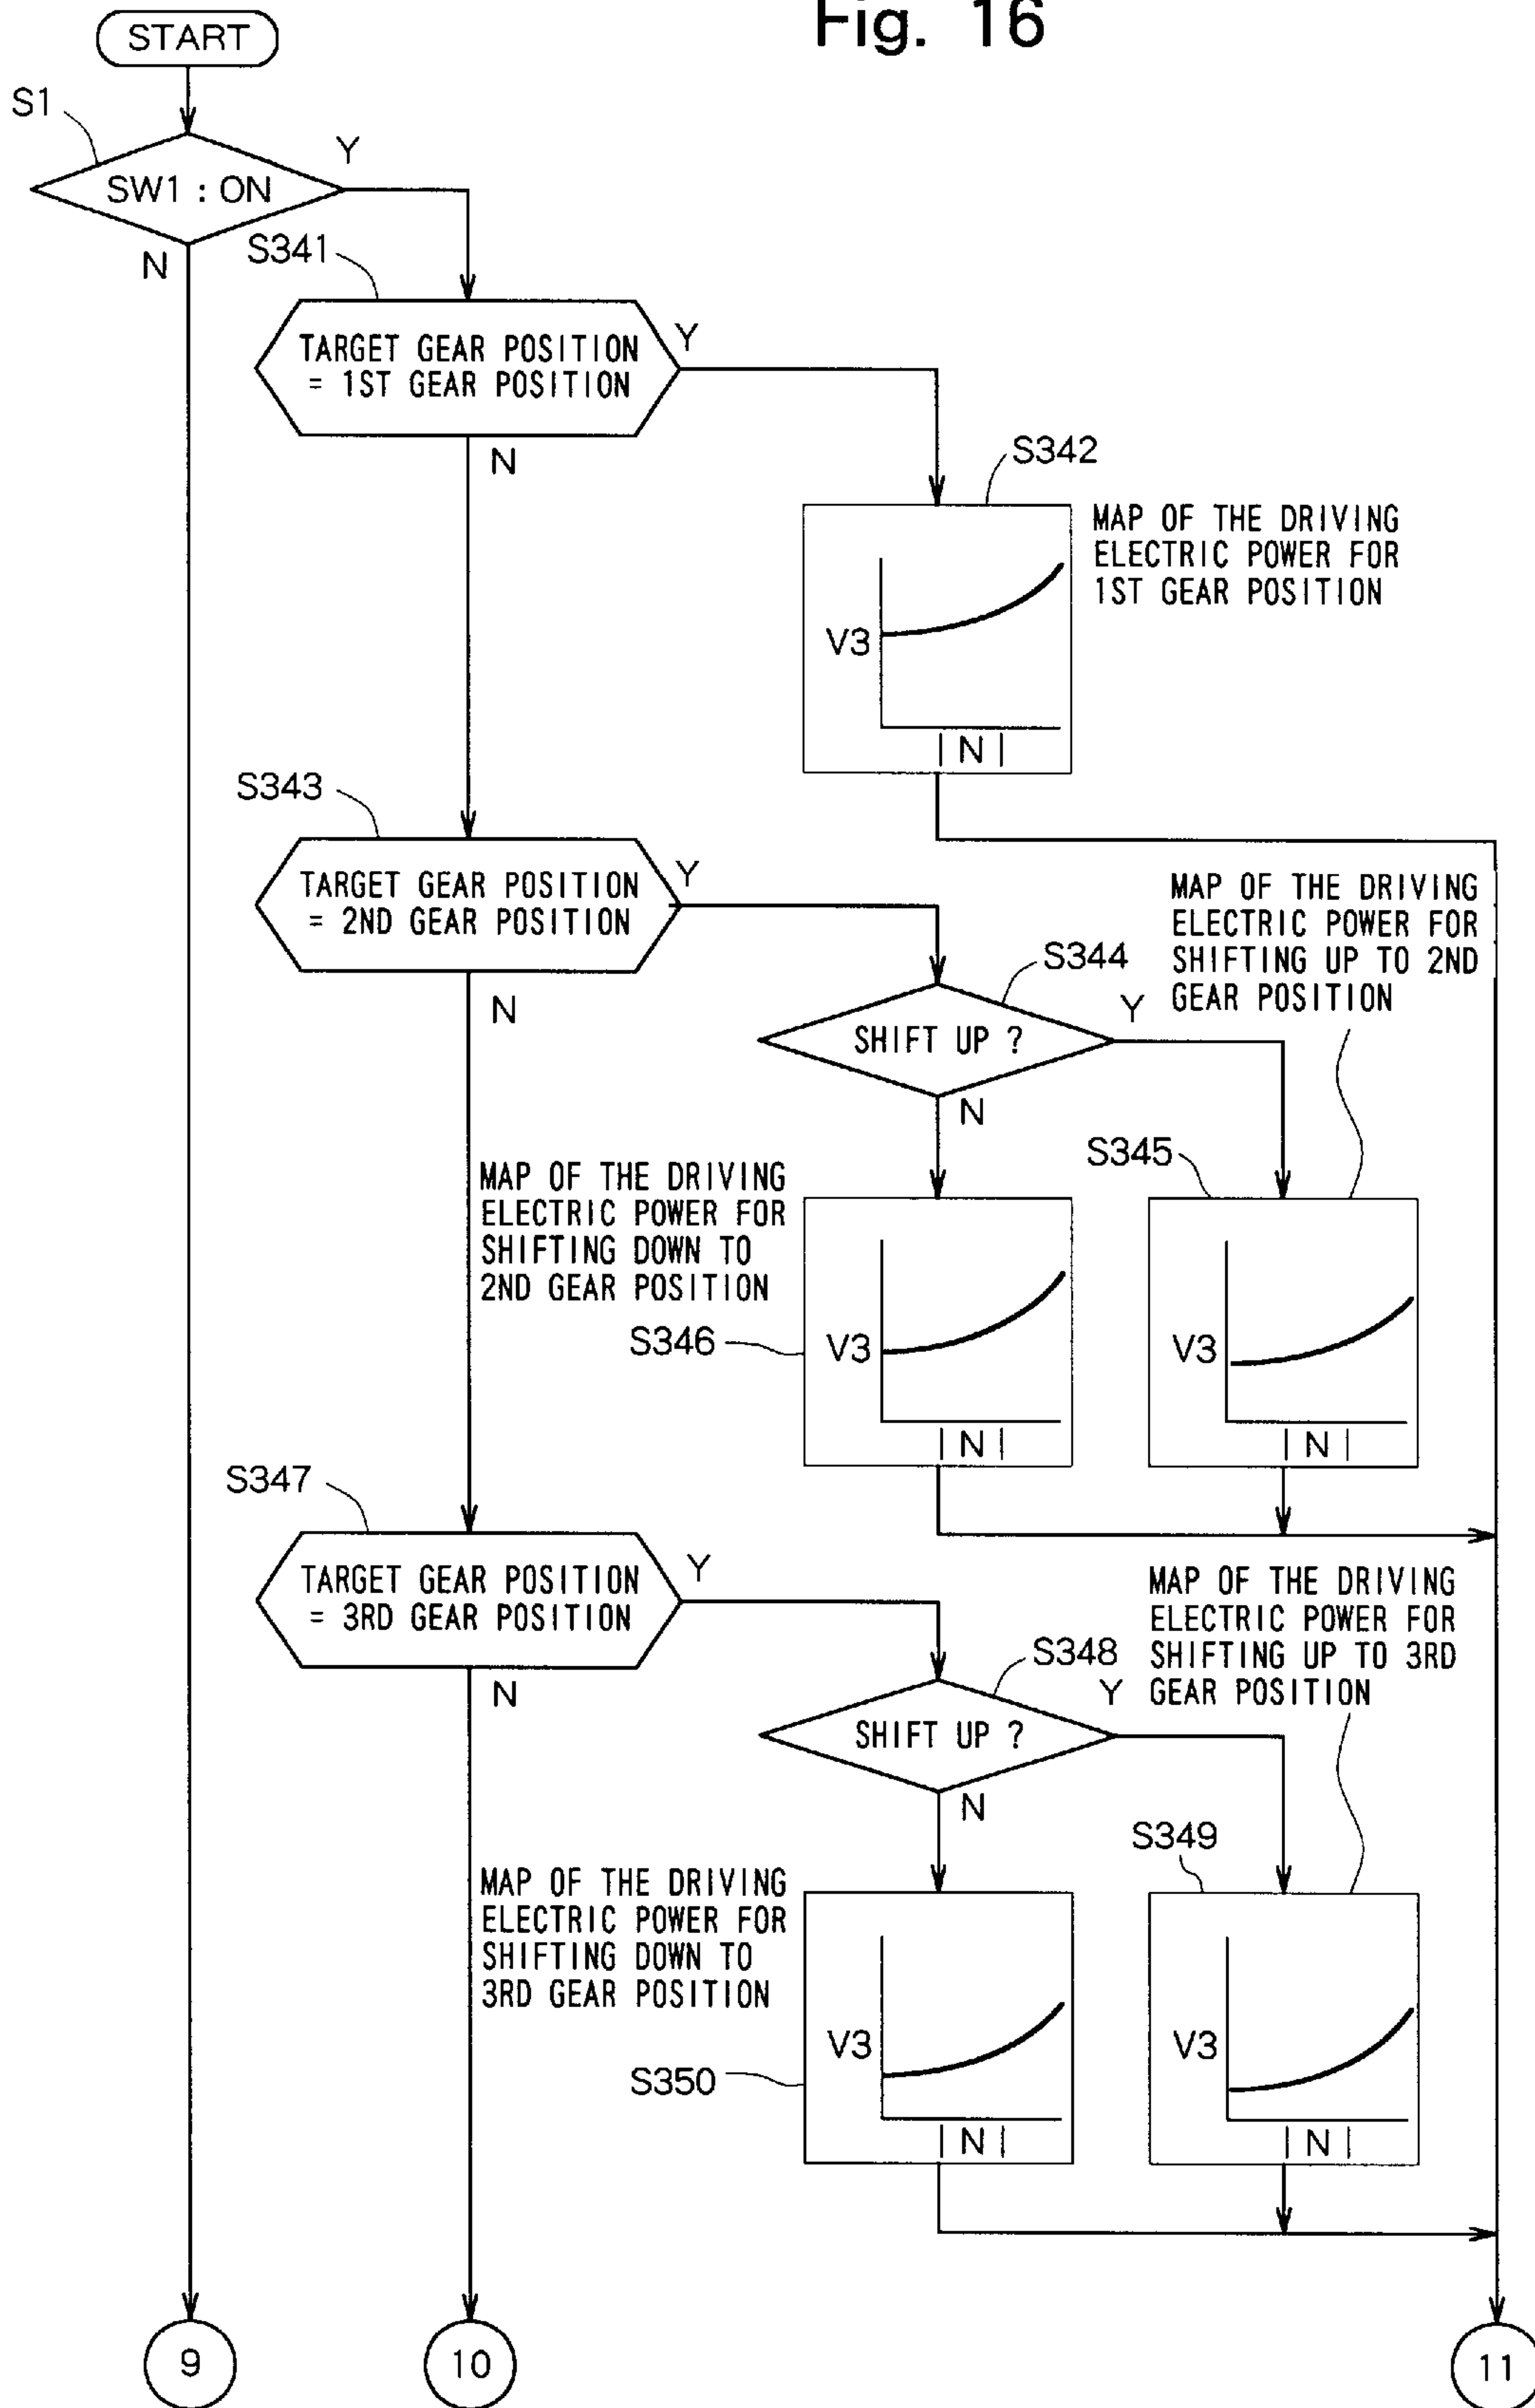 Fig. 16
START
S1
Y
SW1 : ON
N
S341
TARGET GEAR POSITION
= 1ST GEAR POSITION
Y
N
S342
MAP OF THE DRIVING
ELECTRIC POWER FOR
1ST GEAR POSITION
V3
|N|
S343
TARGET GEAR POSITION
= 2ND GEAR POSITION
Y
N
S344
SHIFT UP ?
Y
N
MAP OF THE DRIVING
ELECTRIC POWER FOR
SHIFTING UP TO 2ND
GEAR POSITION
S345
V3
|N|
MAP OF THE DRIVING
ELECTRIC POWER FOR
SHIFTING DOWN TO
2ND GEAR POSITION
S346
V3
|N|
S347
TARGET GEAR POSITION
= 3RD GEAR POSITION
Y
N
S348
SHIFT UP ?
Y
N
MAP OF THE DRIVING
ELECTRIC POWER FOR
SHIFTING UP TO 3RD
GEAR POSITION
S349
V3
|N|
MAP OF THE DRIVING
ELECTRIC POWER FOR
SHIFTING DOWN TO
3RD GEAR POSITION
S350
V3
|N|
9
10
11